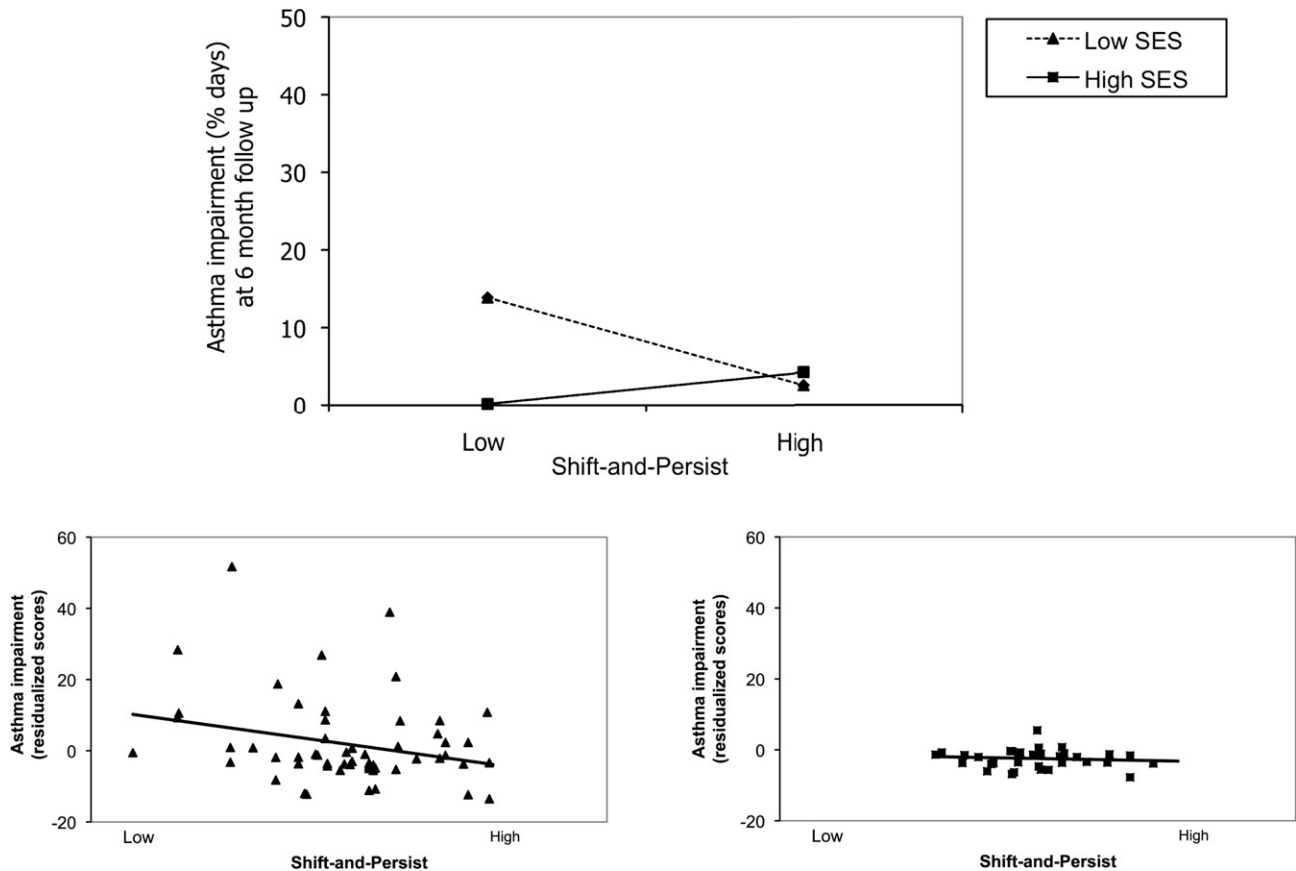 Asthma impairment (% days)
at 6 month follow up
50
40
30
20
10
0
Low
High
Shift-and-Persist
Low SES
High SES
Asthma impairment
(residualized scores)
60
40
20
0
-20
Low
High
Shift-and-Persist
Asthma impairment
(residualized scores)
60
40
20
0
-20
Low
High
Shift-and-Persist